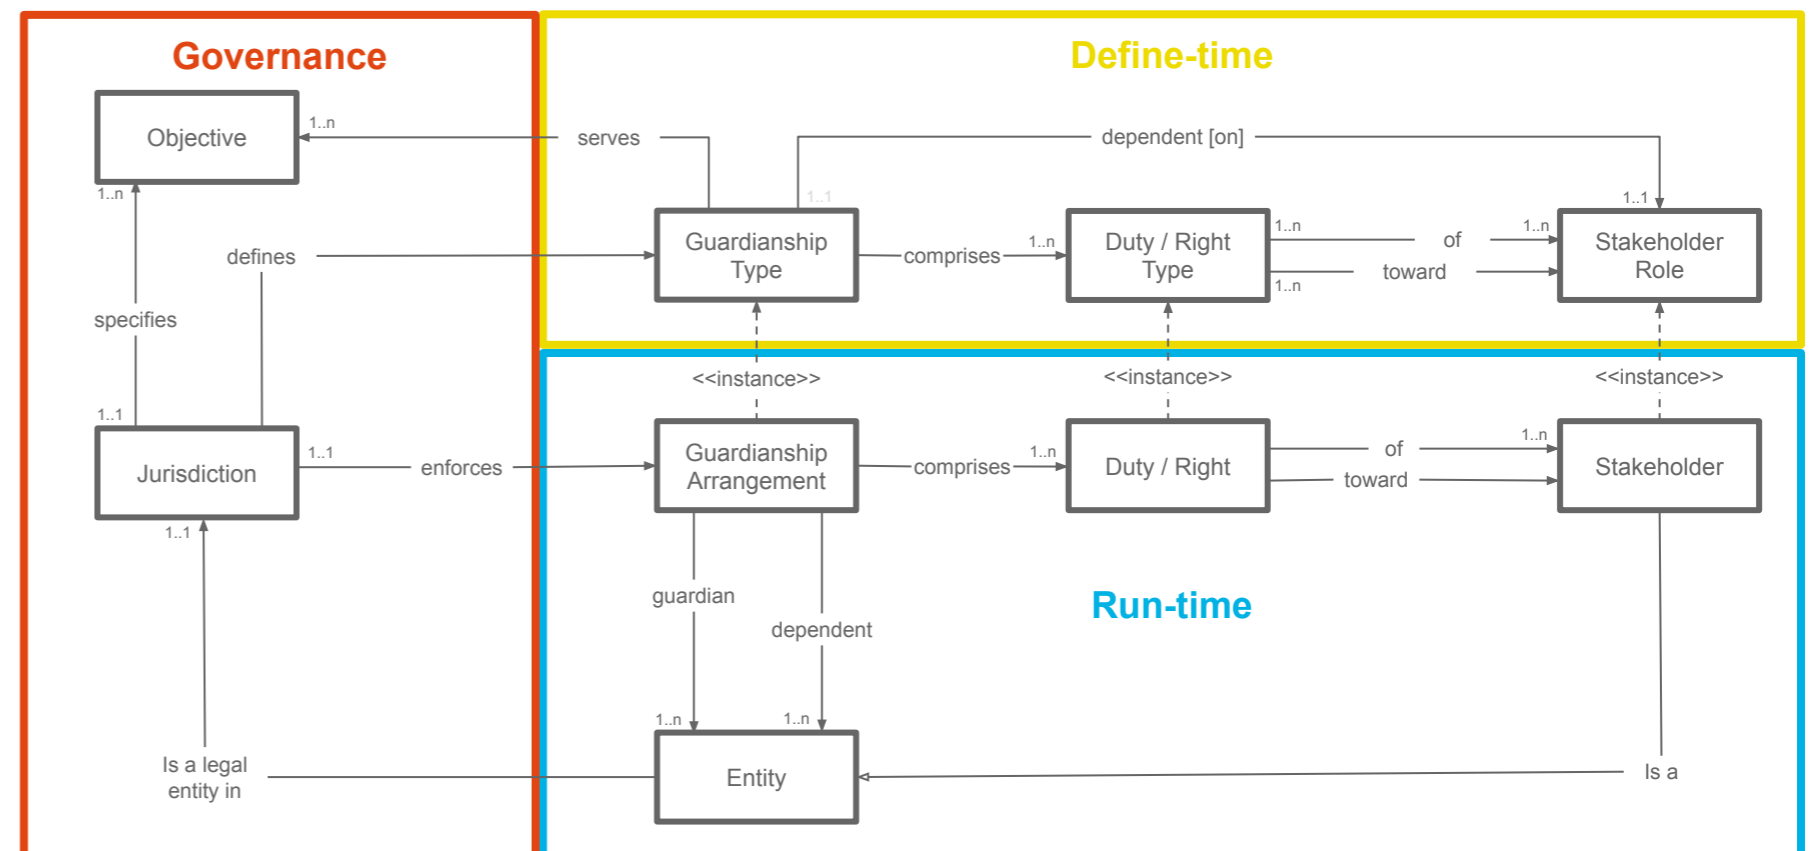 Governance
Define-time
Objective
1..n
serves
dependent [on]
1..n
1..1
1..1
Guardianship
Type
comprises
1..n
Duty / Right
Type
1..n
of
1..n
toward
1..n
Stakeholder
Role
defines
specifies
<<instance>>
<<instance>>
<<instance>>
1..1
Jurisdiction
1..1
enforces
Guardianship
Arrangement
comprises
1..n
Duty / Right
of
1..n
toward
Stakeholder
1..1
guardian
dependent
Run-time
1..n
1..n
Is a legal
entity in
Entity
Is a